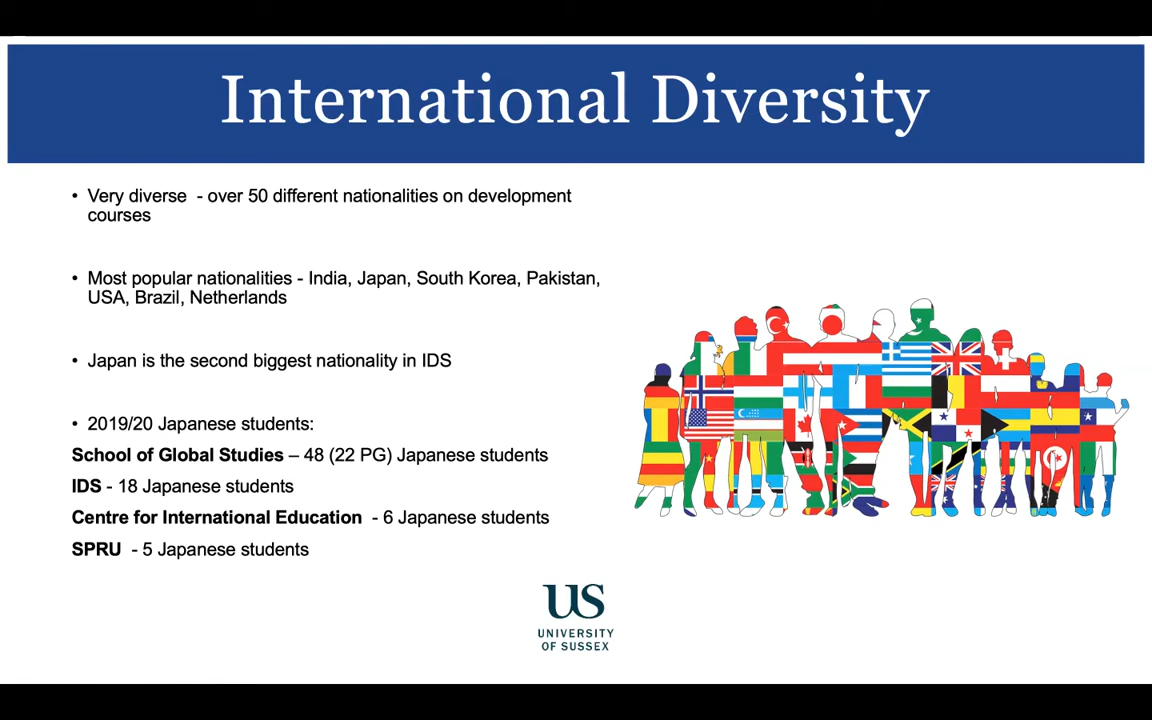 International Diversity
• Very diverse - over 50 different nationalities on development
courses
• Most popular nationalities - India, Japan, South Korea, Pakistan,
USA, Brazil, Netherlands
• Japan is the second biggest nationality in IDS
• 2019/20 Japanese students:
School of Global Studies – 48 (22 PG) Japanese students
IDS - 18 Japanese students
Centre for International Education - 6 Japanese students
SPRU - 5 Japanese students
US
UNIVERSITY
OF SUSSEX